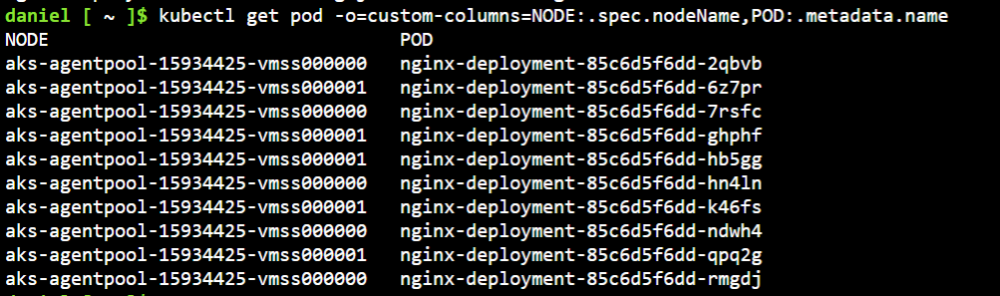 daniel [ ~ ]$ kubectl get pod -o=custom-columns=NODE:.spec.nodeName,POD:.metadata.name
NODE POD
aks-agentpool-15934425-vmss000000 nginx-deployment-85c6d5f6dd-2qbvb
aks-agentpool-15934425-vmss000001 nginx-deployment-85c6d5f6dd-6z7pr
aks-agentpool-15934425-vmss000000 nginx-deployment-85c6d5f6dd-7rsfc
aks-agentpool-15934425-vmss000001 nginx-deployment-85c6d5f6dd-ghphf
aks-agentpool-15934425-vmss000001 nginx-deployment-85c6d5f6dd-hb5gg
aks-agentpool-15934425-vmss000000 nginx-deployment-85c6d5f6dd-hn4ln
aks-agentpool-15934425-vmss000001 nginx-deployment-85c6d5f6dd-k46fs
aks-agentpool-15934425-vmss000000 nginx-deployment-85c6d5f6dd-ndwh4
aks-agentpool-15934425-vmss000001 nginx-deployment-85c6d5f6dd-qpq2g
aks-agentpool-15934425-vmss000000 nginx-deployment-85c6d5f6dd-rmgdj